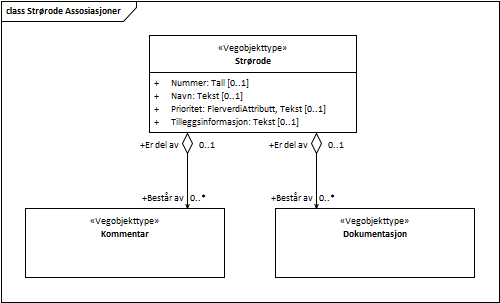 class Strørode Assosiasjoner
«Vegobjekttype»
Strørode
+ Nummer: Tall [0..1]
+ Navn: Tekst [0..1]
+ Prioritet: FlerverdiAttributt, Tekst [0..1]
+ Tilleggsinformasjon: Tekst [0..1]
+Er del av 0..1 +Er del av 0..1
+Består av 0..* +Består av 0..*
«Vegobjekttype» «Vegobjekttype»
Kommentar Dokumentasjon